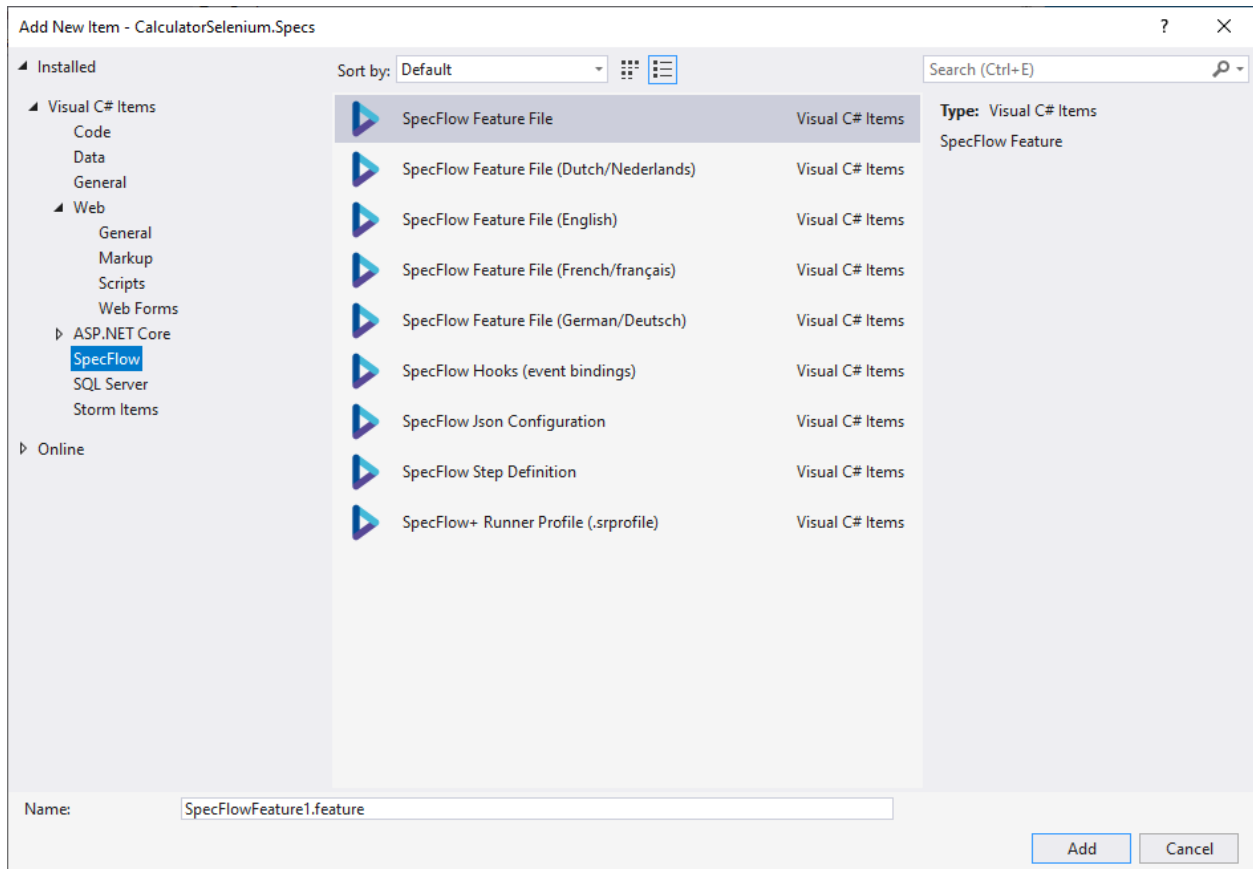 Add New Item - CalculatorSelenium.Specs
?
Installed
Visual C# Items
Code
Data
General
Web
General
Markup
Scripts
Web Forms
ASP.NET Core
SpecFlow
SQL Server
Storm Items
Online
Sort by: Default
SpecFlow Feature File Visual C# Items
SpecFlow Feature File (Dutch/Nederlands) Visual C# Items
SpecFlow Feature File (English) Visual C# Items
SpecFlow Feature File (French/français) Visual C# Items
SpecFlow Feature File (German/Deutsch) Visual C# Items
SpecFlow Hooks (event bindings) Visual C# Items
SpecFlow Json Configuration Visual C# Items
SpecFlow Step Definition Visual C# Items
SpecFlow+ Runner Profile (.srprofile) Visual C# Items
Search (Ctrl+E)
Type: Visual C# Items
SpecFlow Feature
Name: SpecFlowFeature1.feature
Add Cancel